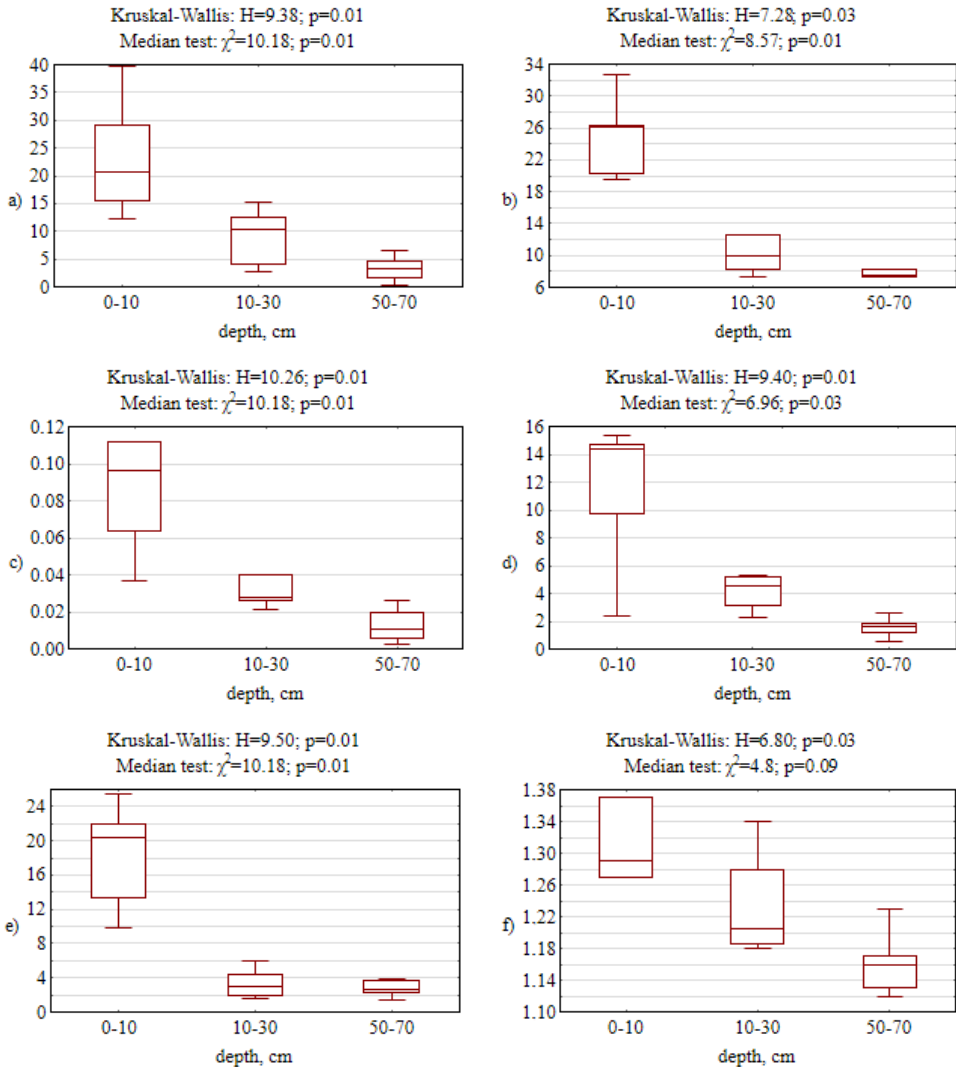 Kruskal-Wallis: H=9.38; p=0.01
Median test: χ²=10.18; p=0.01
40
35
30
25
20
15
10
5
0
a)
0-10 10-30 50-70
depth, cm
Kruskal-Wallis: H=7.28; p=0.03
Median test: χ²=8.57; p=0.01
34
30
26
22
18
14
10
6
b)
0-10 10-30 50-70
depth, cm
Kruskal-Wallis: H=10.26; p=0.01
Median test: χ²=10.18; p=0.01
0.12
0.10
0.08
0.06
0.04
0.02
0.00
c)
0-10 10-30 50-70
depth, cm
Kruskal-Wallis: H=9.40; p=0.01
Median test: χ²=6.96; p=0.03
16
14
12
10
8
6
4
2
0
d)
0-10 10-30 50-70
depth, cm
Kruskal-Wallis: H=9.50; p=0.01
Median test: χ²=10.18; p=0.01
24
20
16
12
8
4
0
e)
0-10 10-30 50-70
depth, cm
Kruskal-Wallis: H=6.80; p=0.03
Median test: χ²=4.8; p=0.09
1.38
1.34
1.30
1.26
1.22
1.18
1.14
1.10
f)
0-10 10-30 50-70
depth, cm